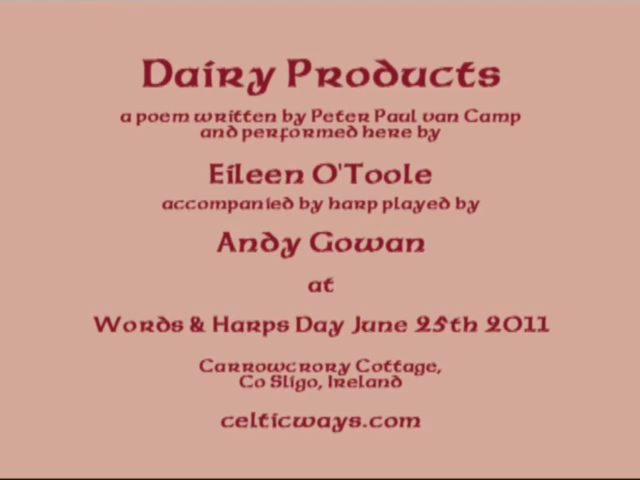 Dairy Products
a poem written by Peter Paul van Camp
and performed here by
Eileen O'Toole
accompanied by harp played by
Andy Gowan
at
Words & Harps Day June 25th 2011
Carrowcrory Cottage,
Co Sligo, Ireland
celticways.com